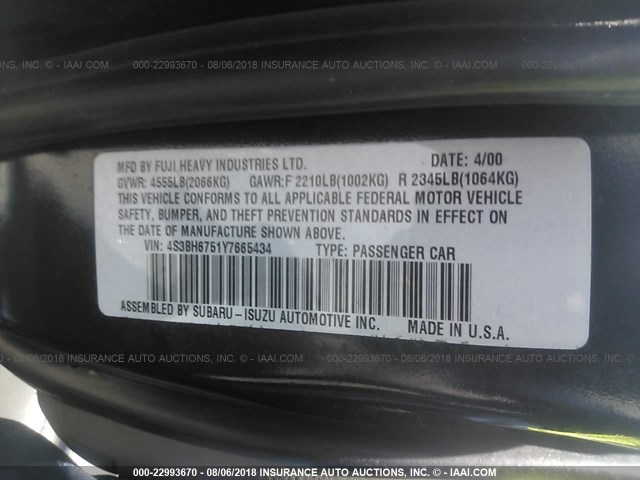 000-22993670 - 08/06/2018 INSURANCE AUTO AUCTIONS, INC. - IAAI.COM
MFD BY FUJI HEAVY INDUSTRIES LTD. DATE: 4/00
GVWR: 4555LB(2066KG) GAWR:F 2210LB(1002KG) R 2345LB(1064KG)
THIS VEHICLE CONFORMS TO ALL APPLICABLE FEDERAL MOTOR VEHICLE
SAFETY, BUMPER, AND THEFT PREVENTION STANDARDS IN EFFECT ON
THE DATE OF MANUFACTURE SHOWN ABOVE.
VIN: 4S3BH6751Y7665434 TYPE: PASSENGER CAR
ASSEMBLED BY SUBARU-ISUZU AUTOMOTIVE INC. MADE IN U.S.A.
000-22993670 - 08/06/2018 INSURANCE AUTO AUCTIONS, INC. - IAAI.COM
000-22993670 - 08/06/2018 INSURANCE AUTO AUCTIONS, INC. - IAAI.COM